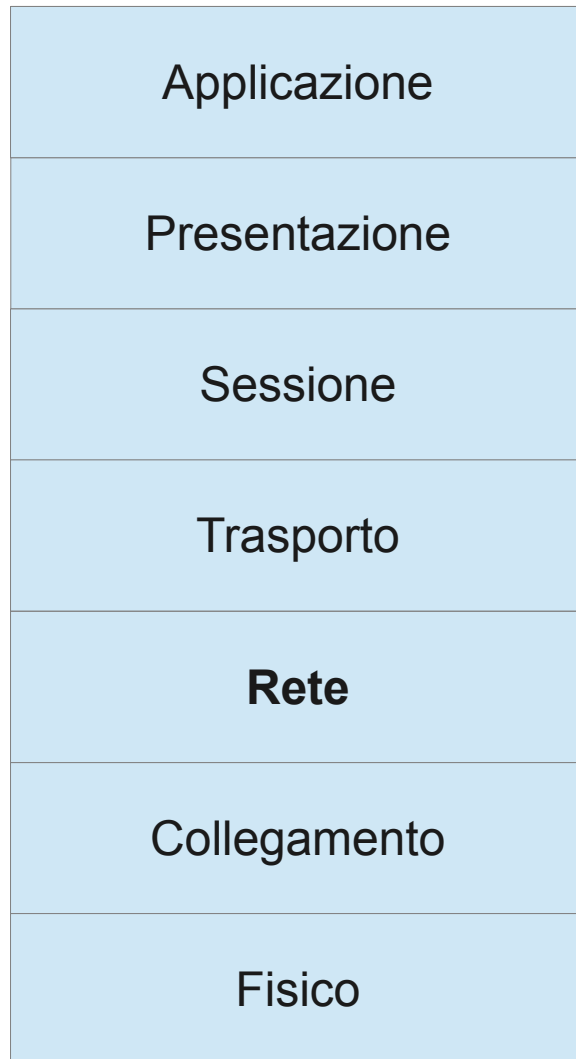 Applicazione
Presentazione
Sessione
Trasporto
Rete
Collegamento
Fisico